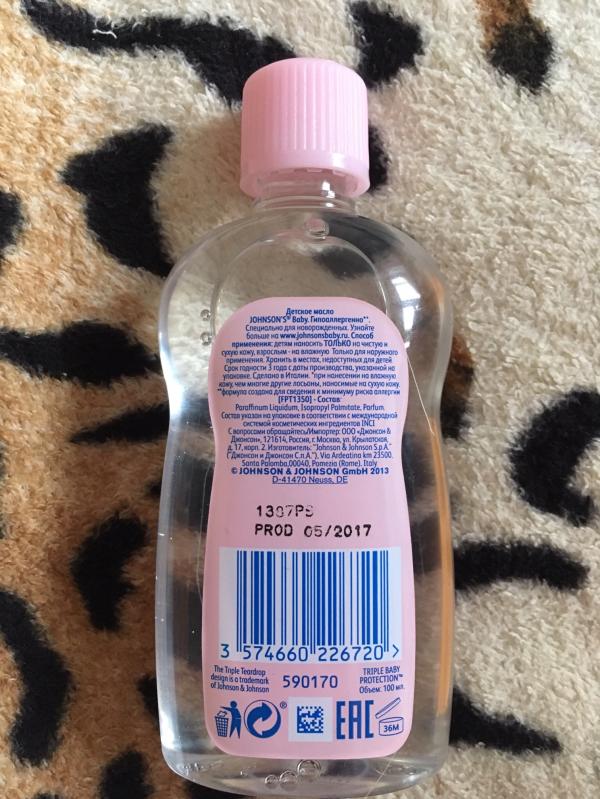 Детское масло
JOHNSON'S® Baby. Гипоаллергенно**.
Специально для новорожденных. Узнайте
больше на www.johnsonsbaby.ru. Способ
применения: детям наносить ТОЛЬКО на чистую и
сухую кожу, взрослым - на влажную. Только для наружного
применения. Хранить в местах, недоступных для детей.
Срок годности 3 года с даты производства, указанной на
упаковке. Сделано в Италии. *при нанесении на влажную
кожу, чем многие другие лосьоны, наносимые на сухую кожу.
**формула создана для сведения к минимуму риска аллергии
[FPT1350] - Состав:
Paraffinum Liquidum, Isopropyl Palmitate, Parfum.
Состав указан на упаковке в соответствии с международной
системой косметических ингредиентов INCI
С вопросами обращайтесь/Импортер: ООО «Джонсон &
Джонсон», 121614, Россия, г. Москва, ул. Крылатская,
д. 17, корп. 2. Изготовитель: "Johnson & Johnson S.p.A."
("Джонсон и Джонсон С.п.А."), Via Ardeatina km 23500,
Santa Palomba,00040, Pomezia (Rome), Italy
© JOHNSON & JOHNSON GmbH 2013
D-41470 Neuss, DE
1387PS
PROD 05/2017
3 574660 226720 >
The Triple Teardrop
design is a trademark
of Johnson & Johnson
590170
TRIPLE BABY
PROTECTION™
Объем: 100 мл.
®
EAC
36M